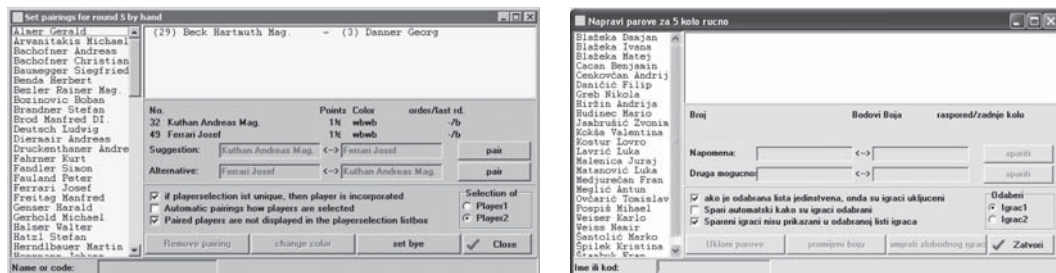 Set pairings for round 5 by hand
Almer Gerald
Arvanitakis Michael
Bachofner Andreas
Bachofner Christian
Baumegger Siegfried
Benda Herbert
Bezler Rainer Mag.
Bozinovic Boban
Brandner Stefan
Brod Manfred DI.
Deutsch Ludwig
Diermair Andreas
Druckenthaner Andre
Fahrner Kurt
Fandler Simon
Fauland Peter
Ferrari Josef
Freitag Manfred
Genser Harald
Gerhold Michael
Halser Walter
Hatzl Stefan
Herndlbauer Martin
(29) Beck Hartmuth Mag. - (3) Danner Georg
No. Points Color order/last rd.
32 Kuthan Andreas Mag. 1½ wbwb -/b
49 Ferrari Josef 1½ wbwb -/b
Suggestion: Kuthan Andreas Mag. <--> Ferrari Josef pair
Alternative: Ferrari Josef <--> Kuthan Andreas Mag. pair
if playerselection ist unique, then player is incorporated
Automatic pairings how players are selected
Paired players are not displayed in the playerselection listbox
Selection of
Player1
Player2
Remove pairing change color set bye Close
Name or code:
Napravi parove za 5 kolo rucno
Blažeka Damjan
Blažeka Ivana
Blažeka Matej
Cacan Benjamin
Cenkovčan Andrij
Daničić Filip
Greb Nikola
Hiržin Andrija
Hudinec Mario
Jambrušić Zvonim
Kokša Valentina
Kostur Lovro
Lavrić Luka
Malenica Juraj
Matanović Luka
Medjurečan Fran
Meglić Antun
Ovčarić Tomislav
Pospiš Mihael
Veiser Karlo
Veiss Namir
Šantolić Marko
Špilek Kristina
Broj Bodovi Boja raspored/zadnje kolo
Napomena: <--> spariti
Druga mogucnos <--> spariti
ako je odabrana lista jedinstvena, onda su igraci ukljuceni
Spari automatski kako su igraci odabrani
Spareni igraci nisu prikazani u odabranoj listi igraca
Odaberi
Igrac1
Igrac2
Ukloni parove promijeni boju slobodnog igrac Zatvori
Ime ili kod: